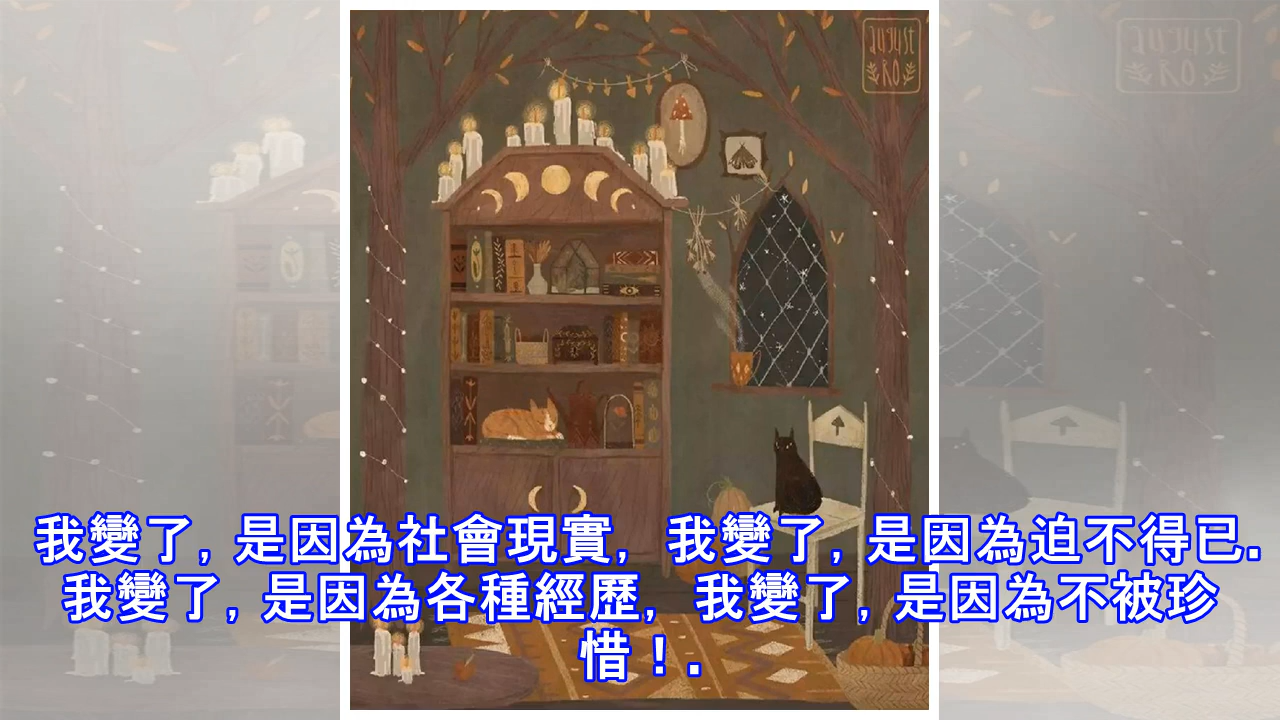 august
RO
我變了, 是因為社會現實, 我變了, 是因為迫不得已.
我變了, 是因為各種經歷, 我變了, 是因為不被珍
惜！.